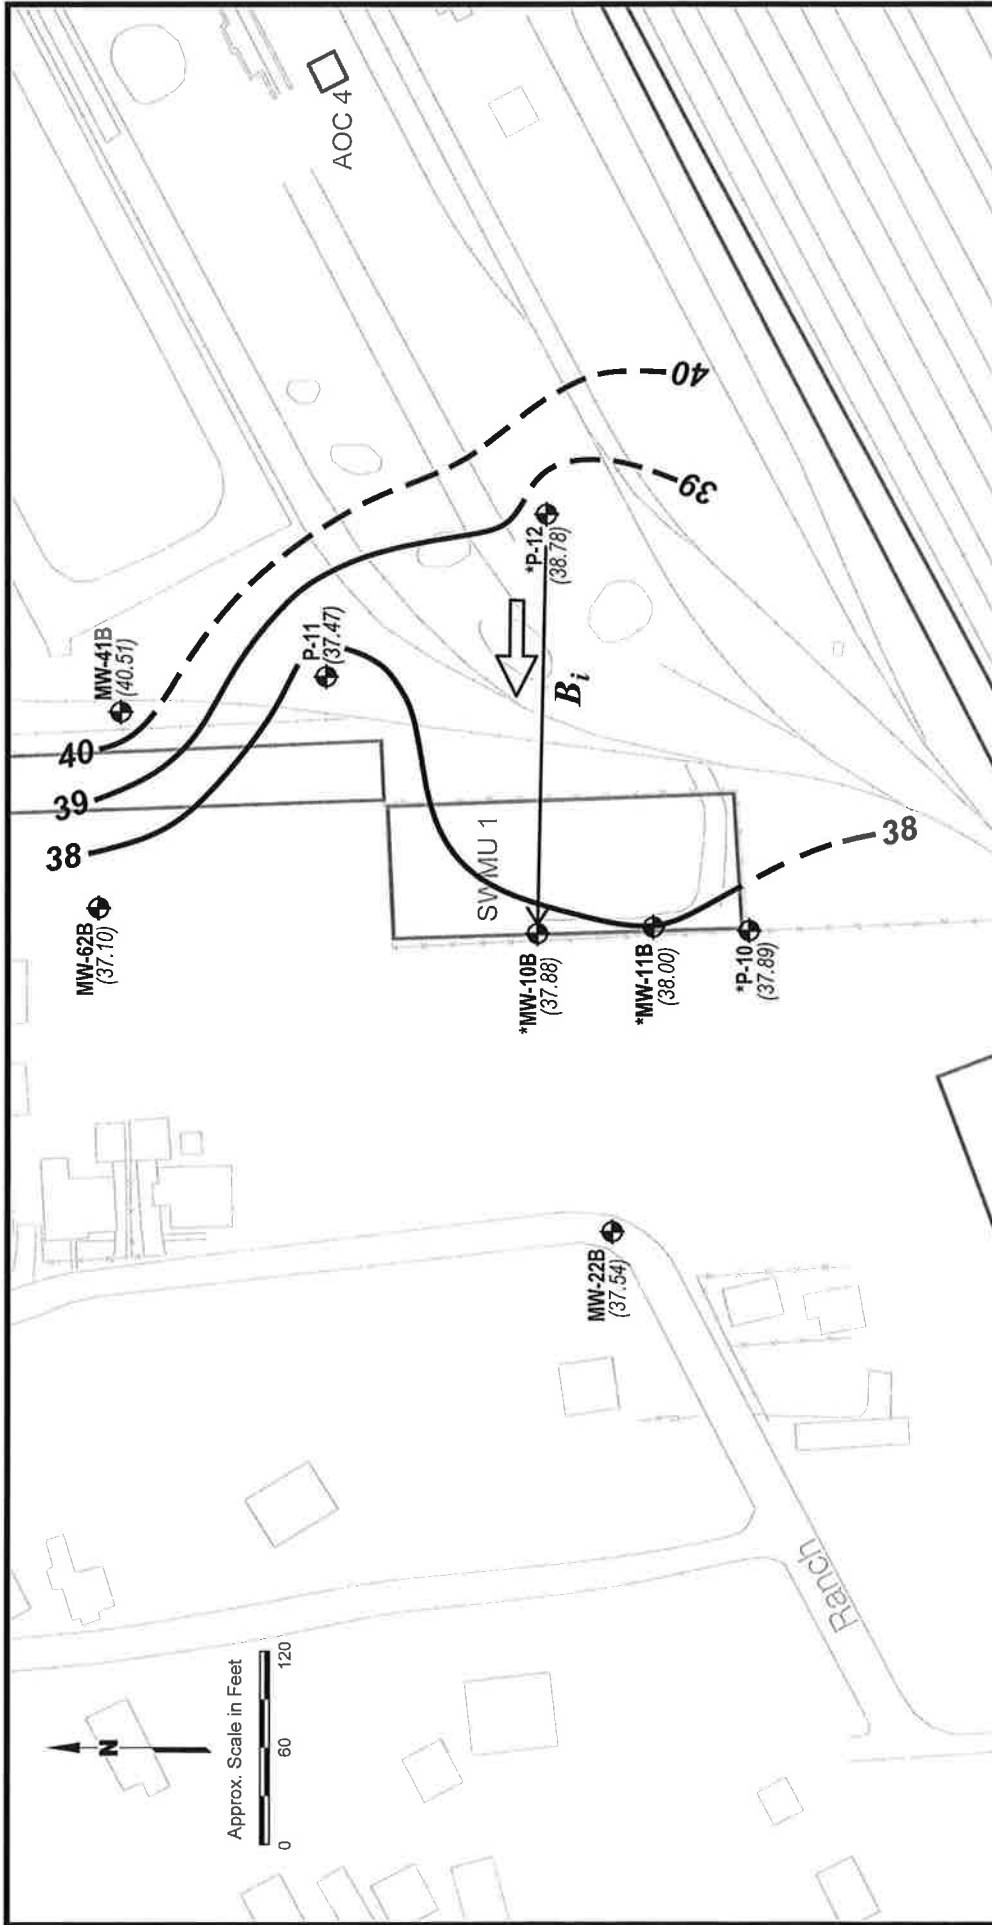 AOC 4
40
39
MW-41B
(40.51)
P-11
(37.47)
*P-12
(38.78)
B_i
40
39
38
MW-62B
(37.10)
SWMU 1
38
*MW-10B
(37.88)
*MW-11B
(38.00)
*P-10
(37.89)
MW-22B
(37.54)
Ranch
N
Approx. Scale in Feet
0 60 120